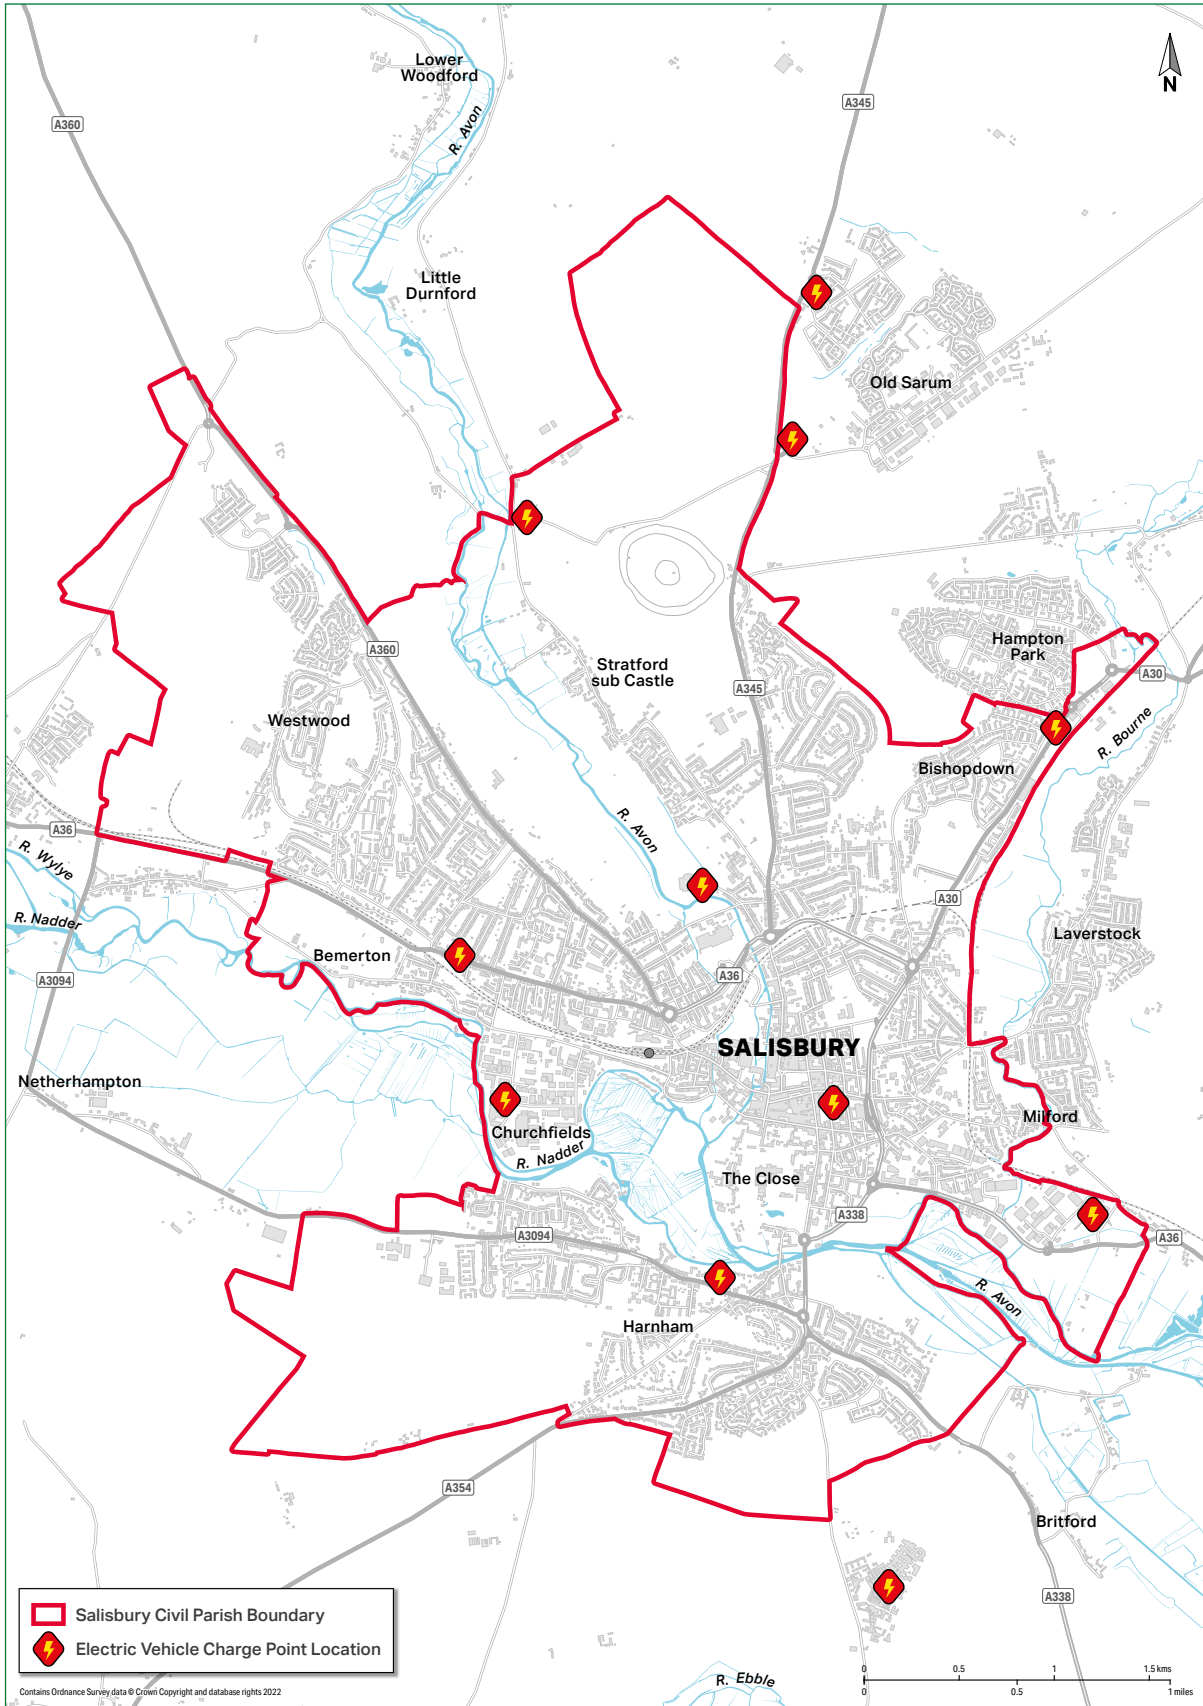 Lower
Woodford
N
A345
A360
R. Avon
Little
Durnford
Old Sarum
Hampton
Park
A360
Stratford
sub Castle
A30
A345
Westwood
R. Bourne
Bishopdown
R. Avon
A36
R. Wylye
A30
R. Nadder
Laverstock
Bemerton
A36
A3094
SALISBURY
Netherhampton
Milford
Churchfields
R. Nadder
The Close
A338
A3094
A36
R. Avon
Harnham
A354
Britford
A338
Salisbury Civil Parish Boundary
Electric Vehicle Charge Point Location
R. Ebble
0 0.5 1 1.5 kms
0 0.5 1 miles
Contains Ordnance Survey data © Crown Copyright and database rights 2022